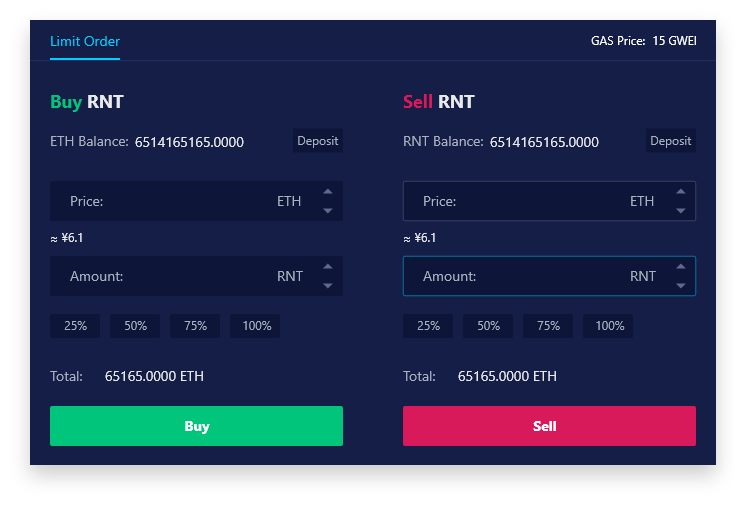 Limit Order
GAS Price: 15 GWEI
Buy RNT
ETH Balance: 6514165165.0000
Deposit
Price:
ETH
≈ ¥6.1
Amount:
RNT
25%
50%
75%
100%
Total: 65165.0000 ETH
Buy
Sell RNT
RNT Balance: 6514165165.0000
Deposit
Price:
ETH
≈ ¥6.1
Amount:
RNT
25%
50%
75%
100%
Total: 65165.0000 ETH
Sell